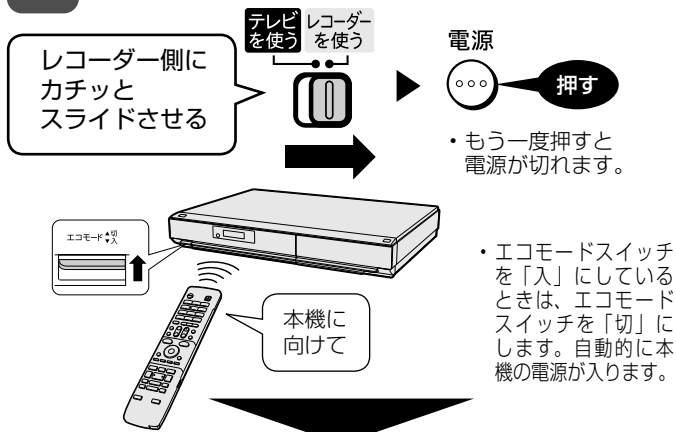 テレビ
を使う
レコーダー
を使う
レコーダー側に
カチッと
スライドさせる
電源
押す
・もう一度押すと
電源が切れます。
エコモード▲切
▼入
本機に
向けて
・エコモードスイッチ
を「入」にしている
ときは、エコモード
スイッチを「切」に
します。自動的に本
機の電源が入ります。